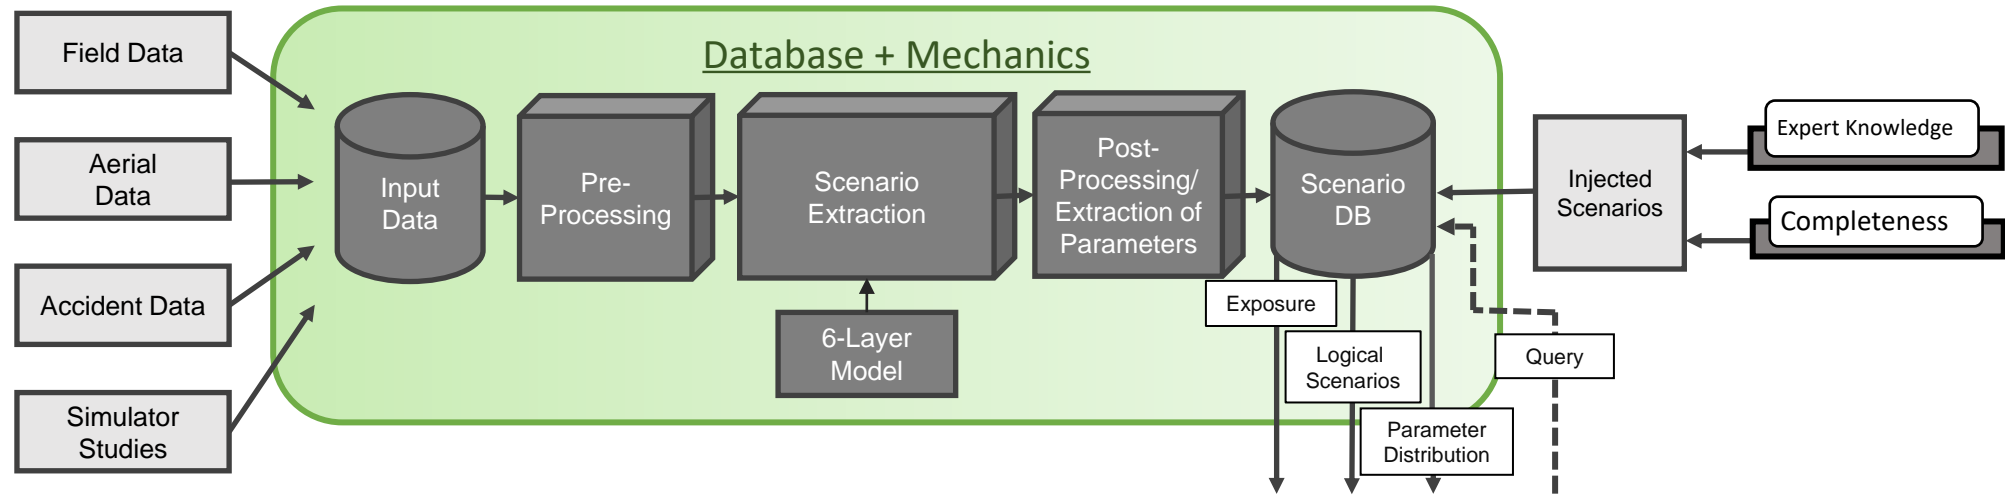 Database + Mechanics
Field Data
Aerial
Data
Accident Data
Simulator
Studies
Input
Data
Pre-
Processing
Scenario
Extraction
6-Layer
Model
Post-
Processing/
Extraction of
Parameters
Scenario
DB
Injected
Scenarios
Expert Knowledge
Completeness
Exposure
Logical
Scenarios
Parameter
Distribution
Query